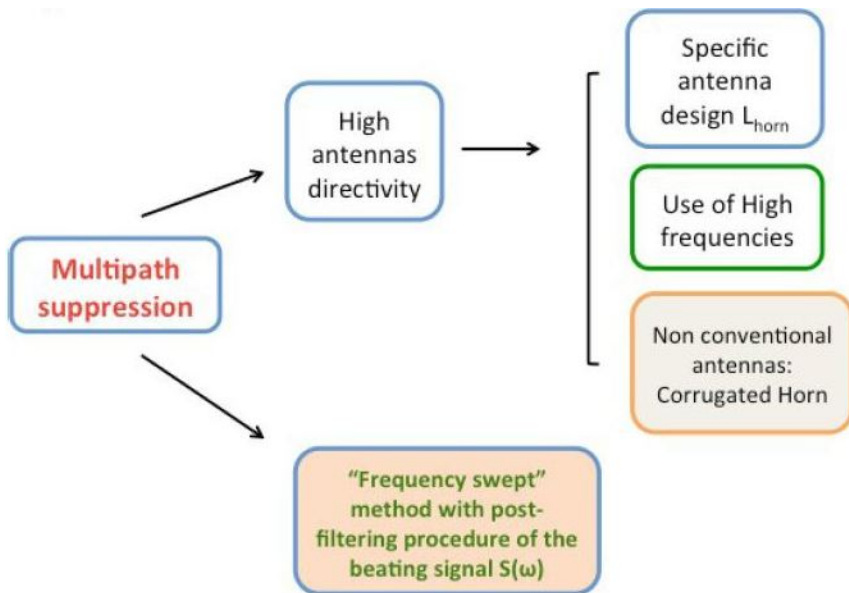 Specific
antenna
design L_horn
High
antennas
directivity
Use of High
frequencies
Multipath
suppression
Non conventional
antennas:
Corrugated Horn
“Frequency swept”
method with post-
filtering procedure of the
beating signal S(ω)